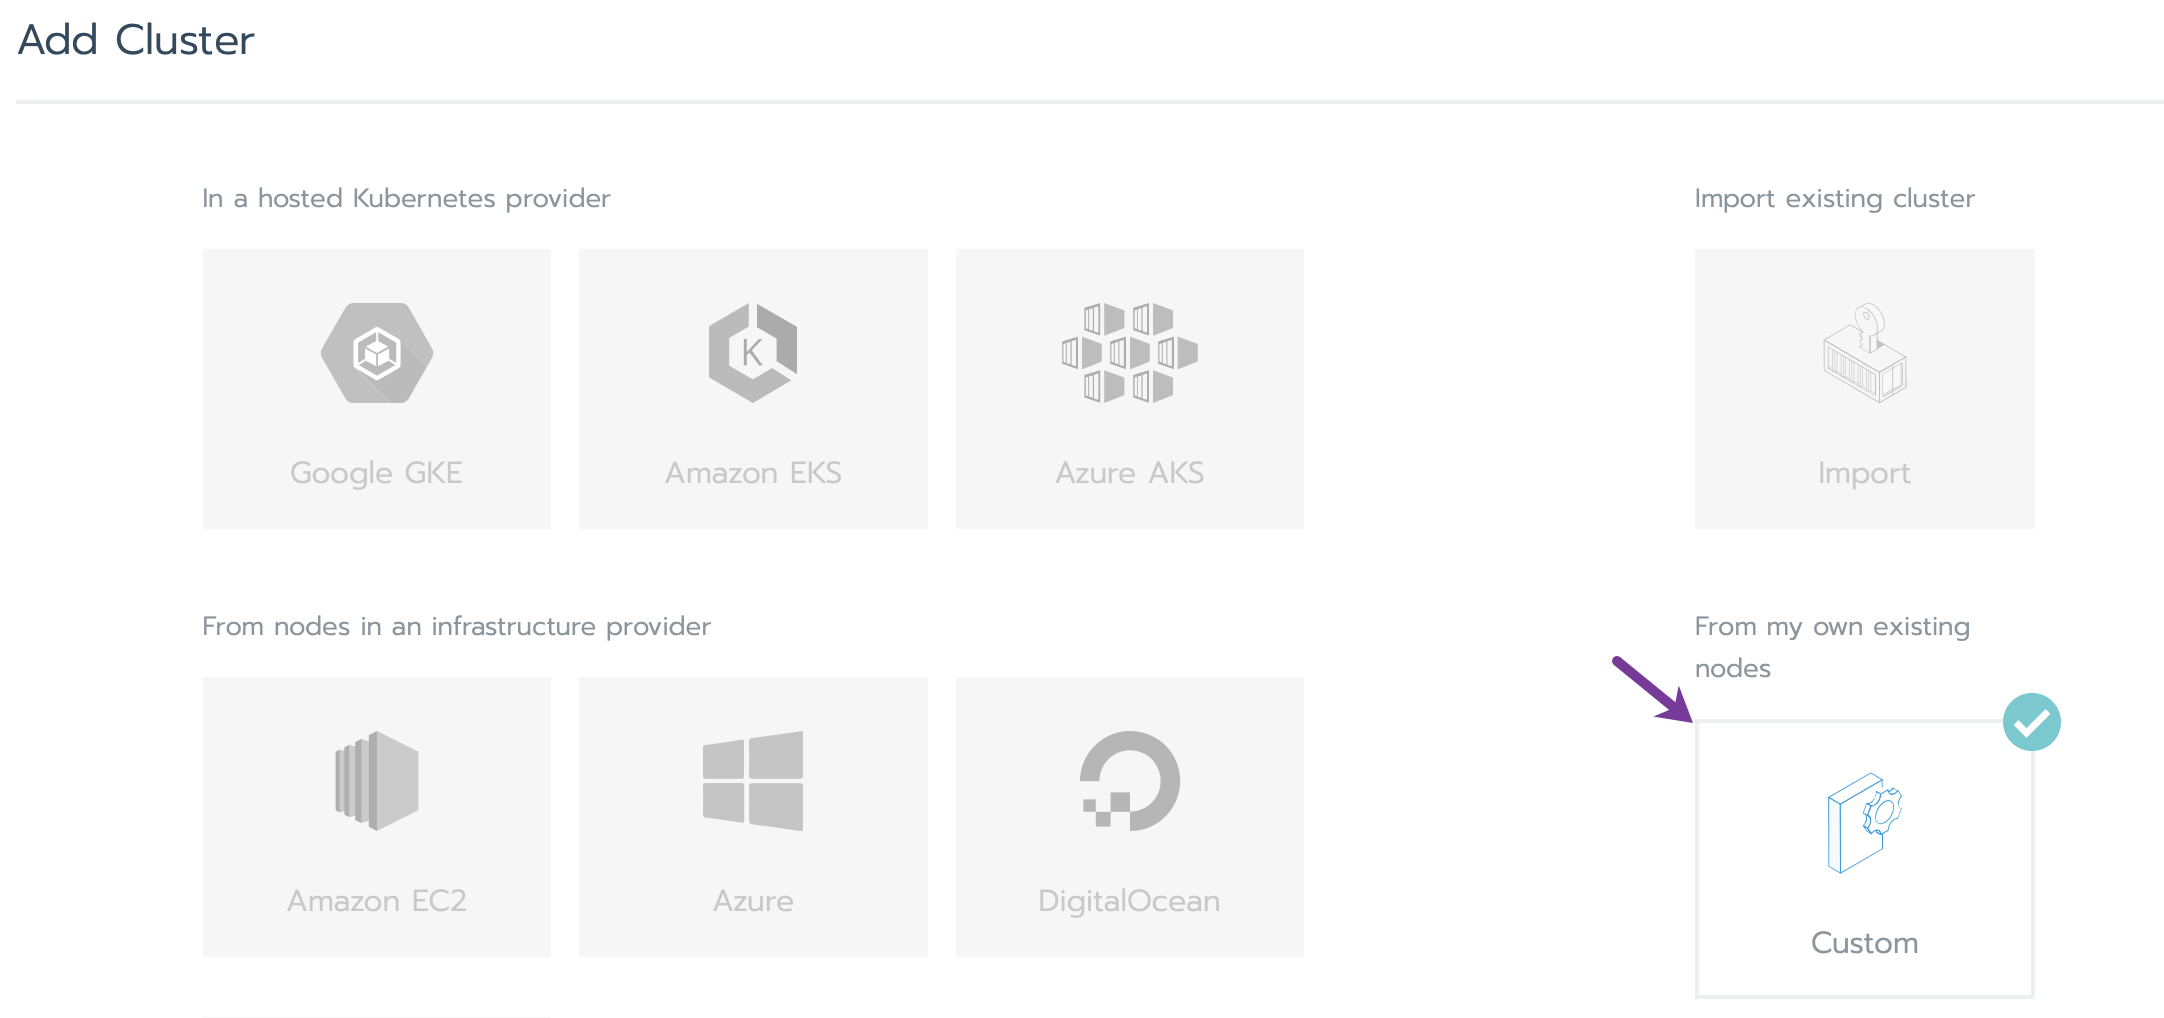 Add Cluster
In a hosted Kubernetes provider
Import existing cluster
K
Google GKE
Amazon EKS
Azure AKS
Import
From nodes in an infrastructure provider
From my own existing
nodes
Amazon EC2
Azure
DigitalOcean
Custom